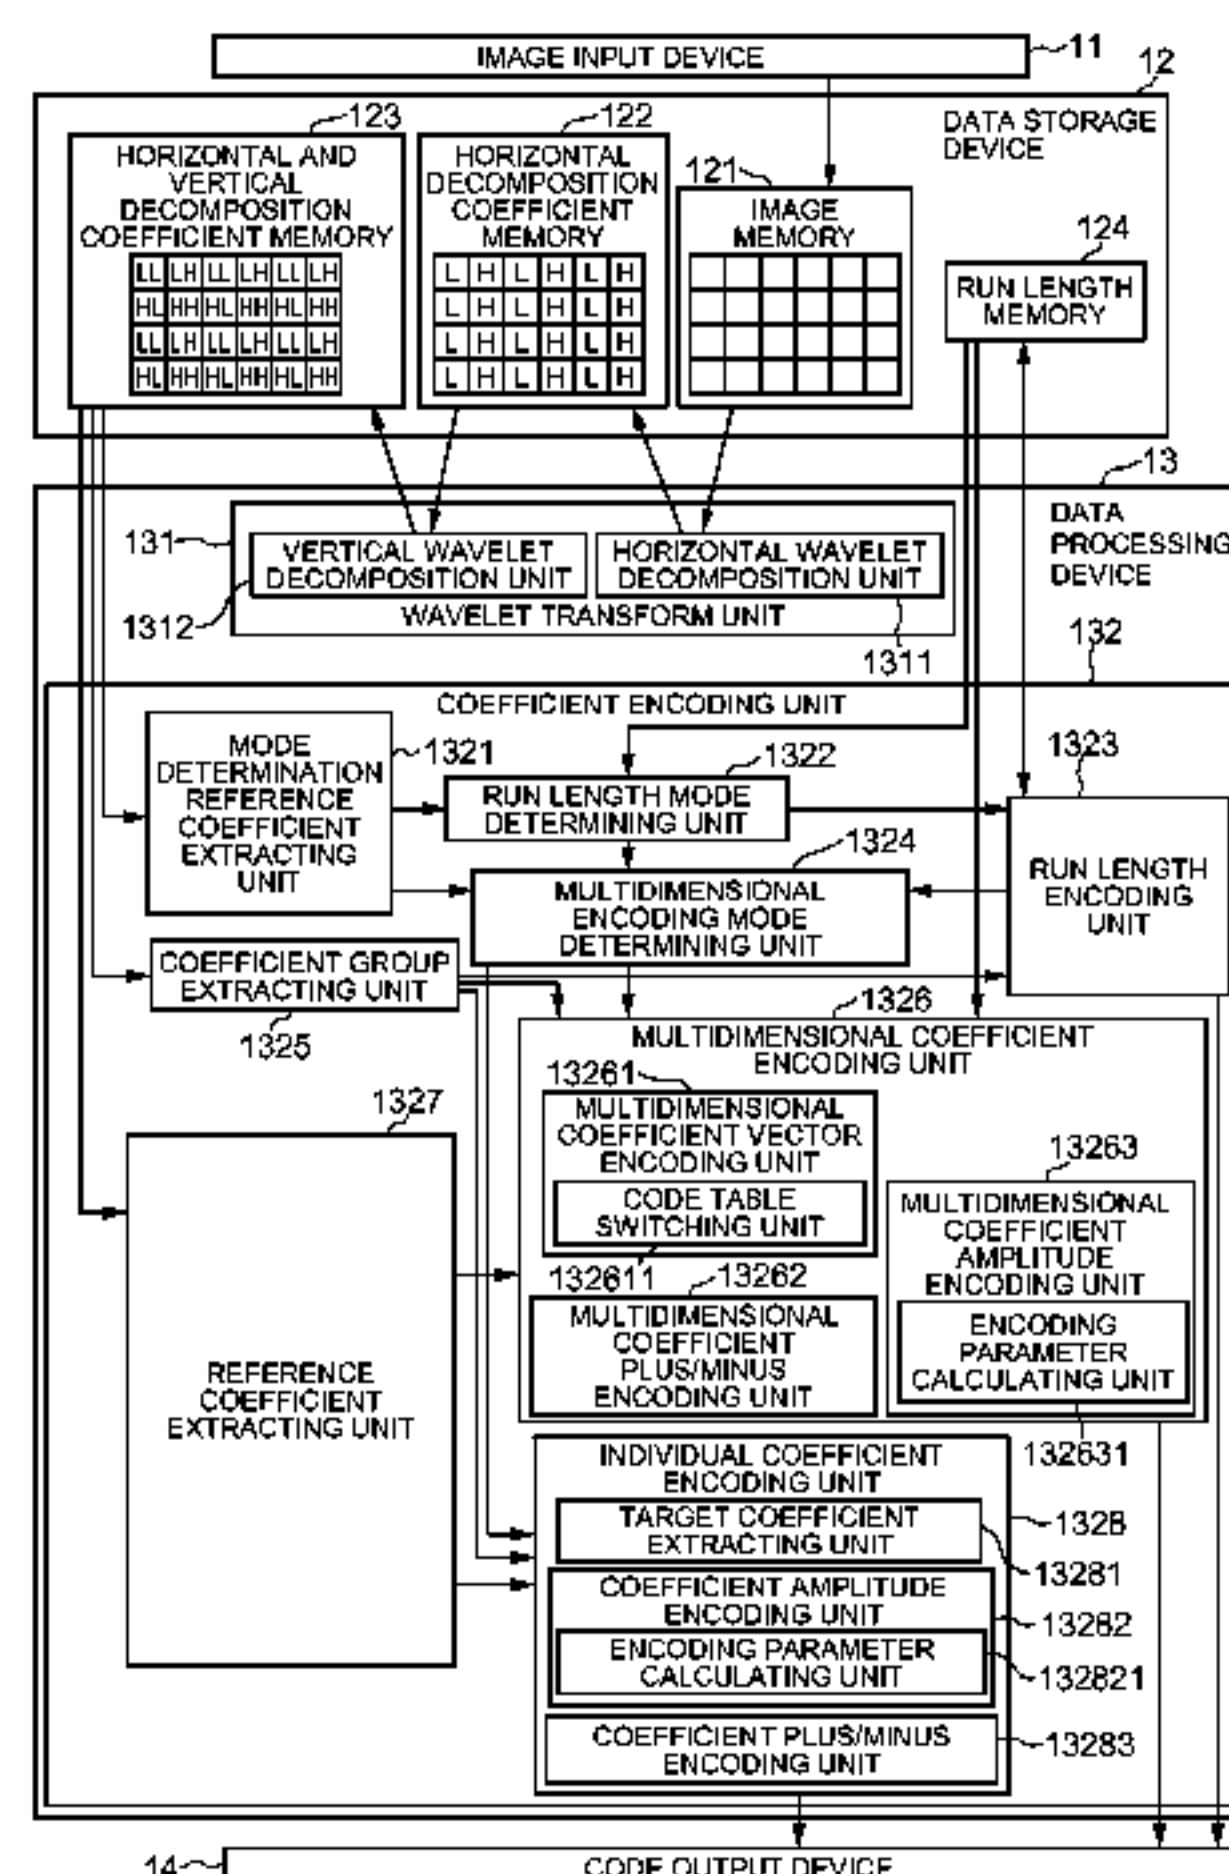 IMAGE INPUT DEVICE
11
12
DATA STORAGE
DEVICE
123
HORIZONTAL AND
VERTICAL
DECOMPOSITION
COEFFICIENT MEMORY
LL LH LL LH LL LH
HL HH HL HH HL HH
LL LH LL LH LL LH
HL HH HL HH HL HH
122
HORIZONTAL
DECOMPOSITION
COEFFICIENT
MEMORY
L H L H L H
L H L H L H
L H L H L H
L H L H L H
121
IMAGE
MEMORY
124
RUN LENGTH
MEMORY
13
DATA
PROCESSING
DEVICE
131
VERTICAL WAVELET
DECOMPOSITION UNIT
1312
HORIZONTAL WAVELET
DECOMPOSITION UNIT
WAVELET TRANSFORM UNIT
1311
132
COEFFICIENT ENCODING UNIT
MODE
DETERMINATION
REFERENCE
COEFFICIENT
EXTRACTING
UNIT
1321
1322
RUN LENGTH MODE
DETERMINING UNIT
1323
RUN LENGTH
ENCODING
UNIT
1324
MULTIDIMENSIONAL
ENCODING MODE
DETERMINING UNIT
COEFFICIENT GROUP
EXTRACTING UNIT
1325
1326
MULTIDIMENSIONAL COEFFICIENT
ENCODING UNIT
13261
MULTIDIMENSIONAL
COEFFICIENT VECTOR
ENCODING UNIT
CODE TABLE
SWITCHING UNIT
132611
13262
MULTIDIMENSIONAL
COEFFICIENT
PLUS/MINUS
ENCODING UNIT
13263
MULTIDIMENSIONAL
COEFFICIENT
AMPLITUDE
ENCODING UNIT
ENCODING
PARAMETER
CALCULATING UNIT
132631
1327
REFERENCE
COEFFICIENT
EXTRACTING UNIT
INDIVIDUAL COEFFICIENT
ENCODING UNIT
1328
TARGET COEFFICIENT
EXTRACTING UNIT
13281
COEFFICIENT AMPLITUDE
ENCODING UNIT
13282
ENCODING PARAMETER
CALCULATING UNIT
132821
COEFFICIENT PLUS/MINUS
ENCODING UNIT
13283
14
CODE OUTPUT DEVICE